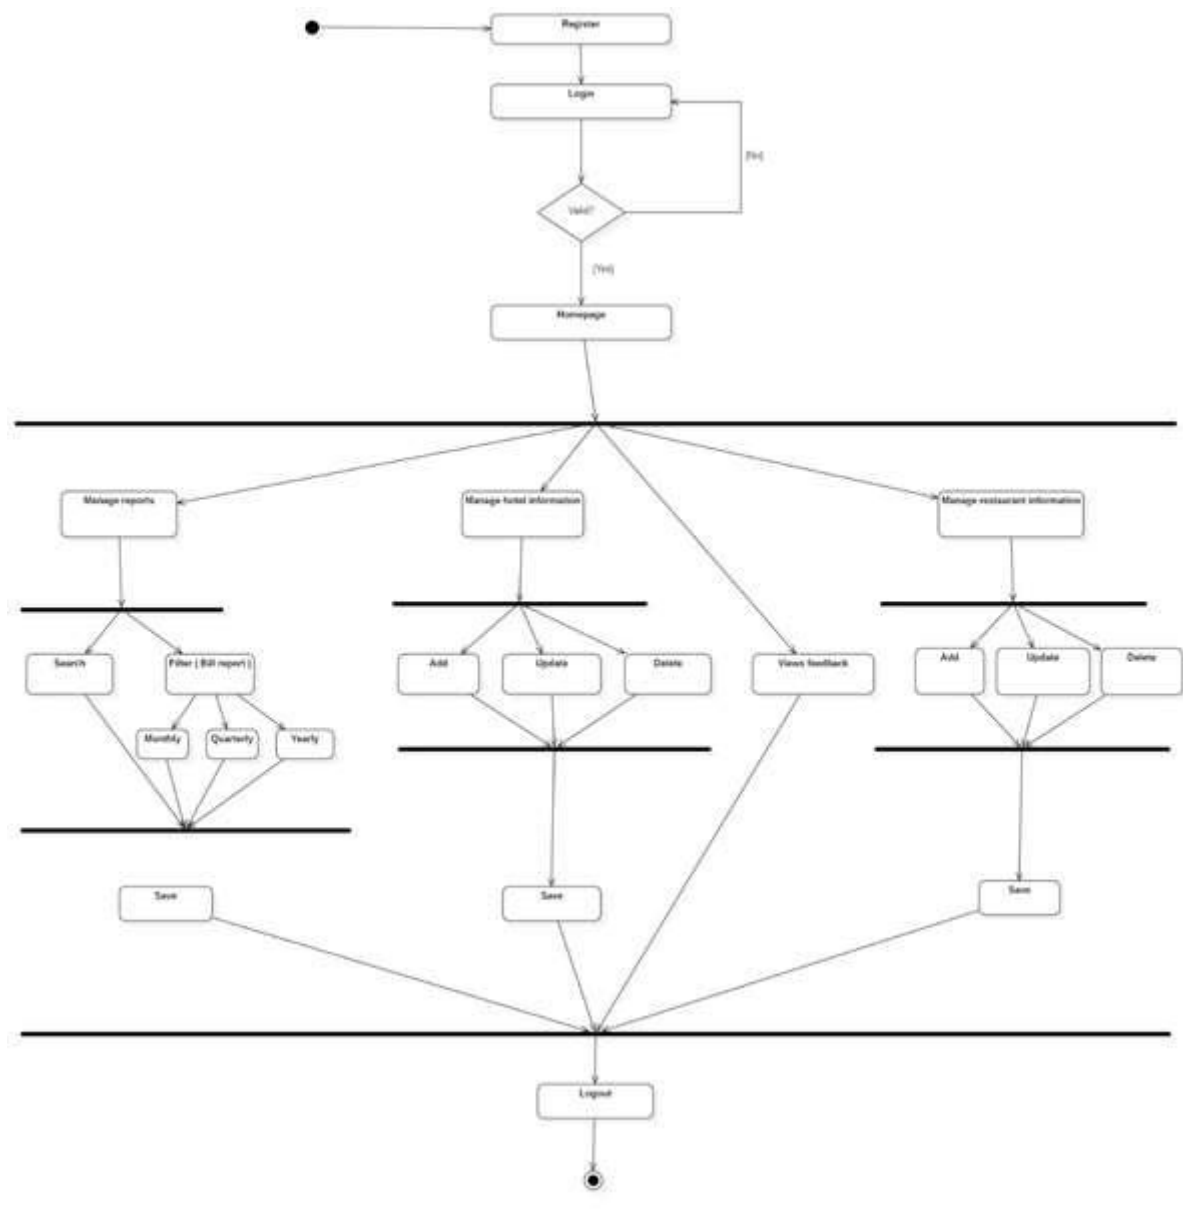 Register
Login
[No]
Valid?
[Yes]
Homepage
Manage reports
Manage hotel information
Manage restaurant information
Search
Filter ( Bill report )
Add
Update
Delete
Views feedback
Add
Update
Delete
Monthly
Quarterly
Yearly
Save
Save
Save
Logout